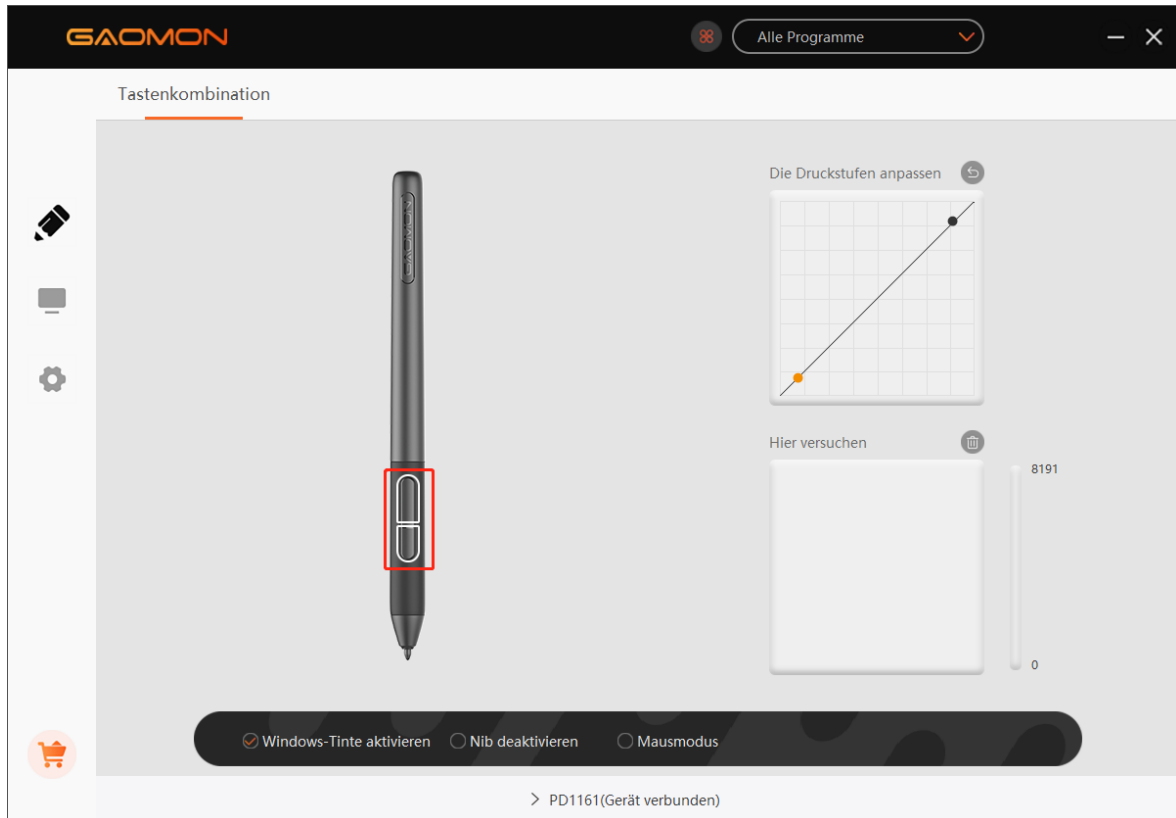 GAOMON
Alle Programme
Tastenkombination
GAOMON
Die Druckstufen anpassen
Hier versuchen
8191
0
Windows-Tinte aktivieren
Nib deaktivieren
Mausmodus
PD1161(Gerät verbunden)